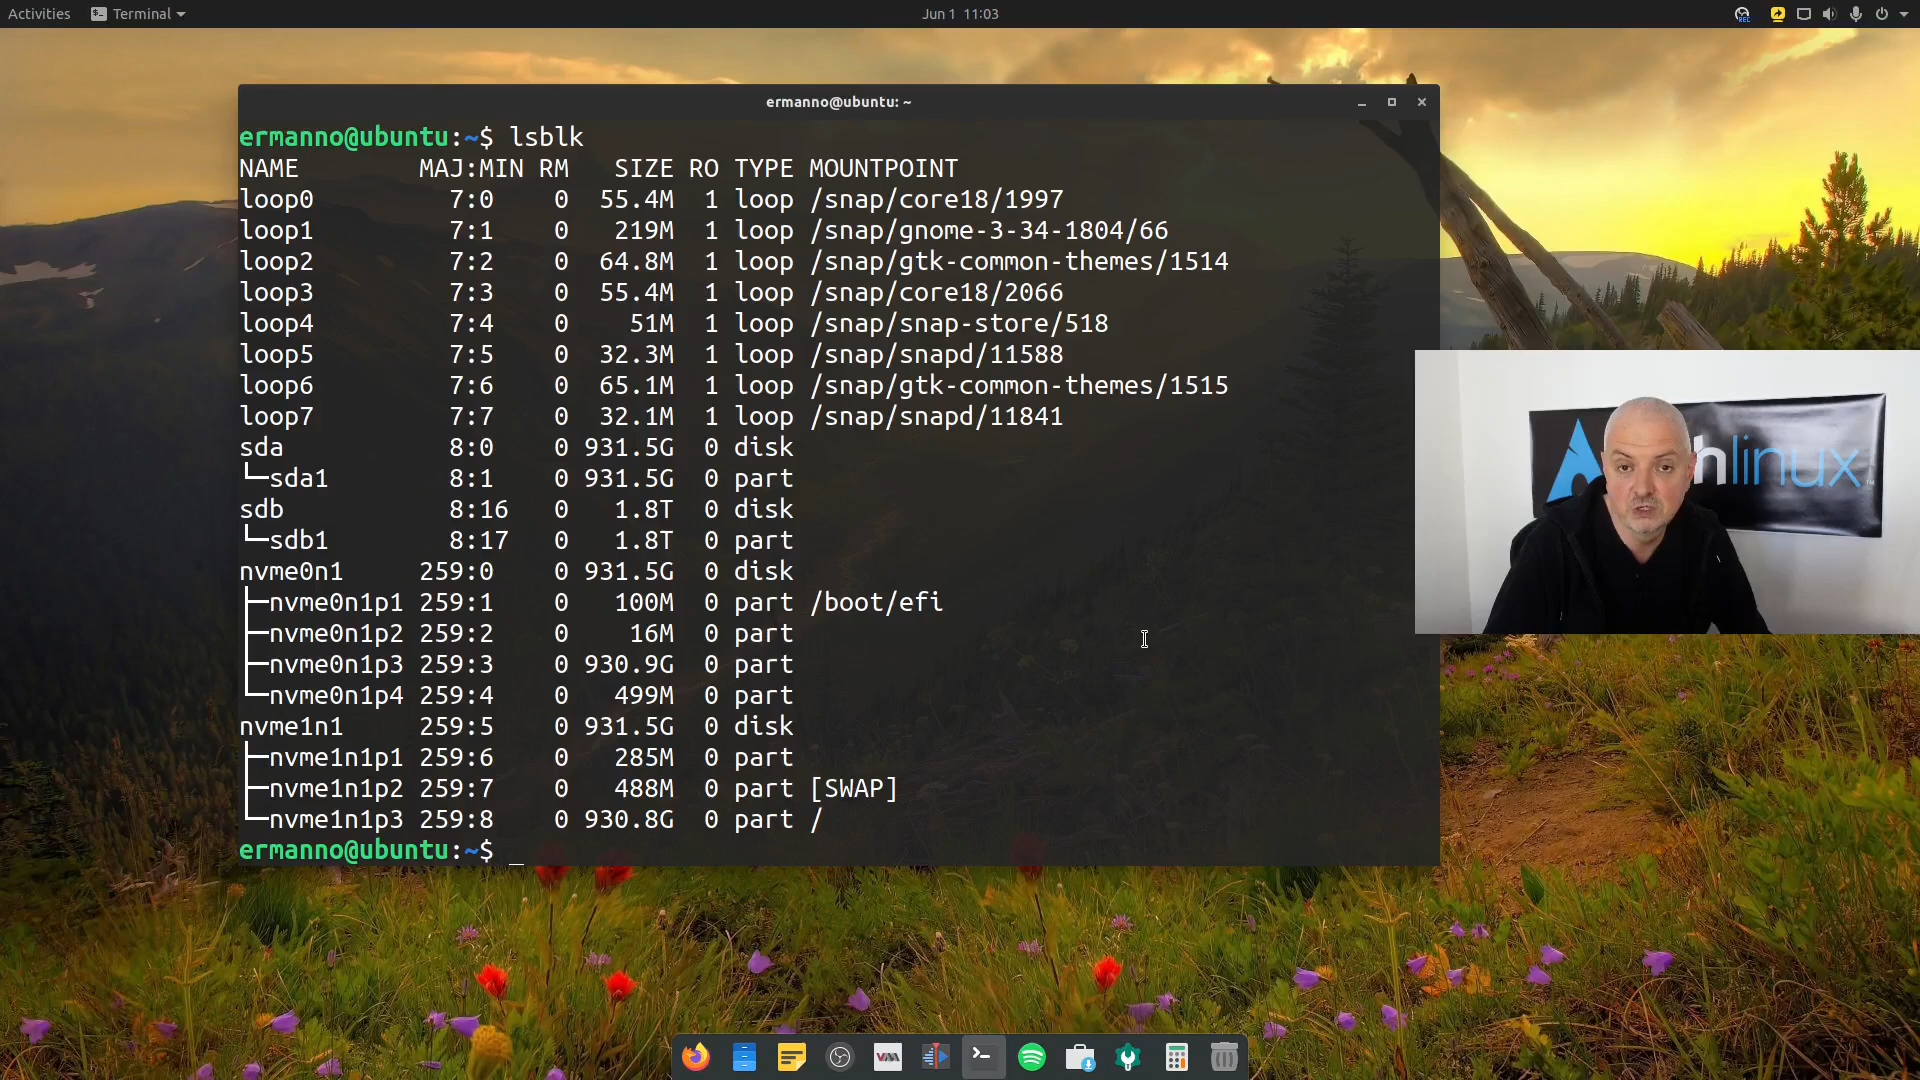 Activities Terminal Jun 1 11:03
ermanno@ubuntu: ~
ermanno@ubuntu:~$ lsblk
NAME MAJ:MIN RM SIZE RO TYPE MOUNTPOINT
loop0 7:0 0 55.4M 1 loop /snap/core18/1997
loop1 7:1 0 219M 1 loop /snap/gnome-3-34-1804/66
loop2 7:2 0 64.8M 1 loop /snap/gtk-common-themes/1514
loop3 7:3 0 55.4M 1 loop /snap/core18/2066
loop4 7:4 0 51M 1 loop /snap/snap-store/518
loop5 7:5 0 32.3M 1 loop /snap/snapd/11588
loop6 7:6 0 65.1M 1 loop /snap/gtk-common-themes/1515
loop7 7:7 0 32.1M 1 loop /snap/snapd/11841
sda 8:0 0 931.5G 0 disk
└─sda1 8:1 0 931.5G 0 part
sdb 8:16 0 1.8T 0 disk
└─sdb1 8:17 0 1.8T 0 part
nvme0n1 259:0 0 931.5G 0 disk
├─nvme0n1p1 259:1 0 100M 0 part /boot/efi
├─nvme0n1p2 259:2 0 16M 0 part
├─nvme0n1p3 259:3 0 930.9G 0 part
└─nvme0n1p4 259:4 0 499M 0 part
nvme1n1 259:5 0 931.5G 0 disk
├─nvme1n1p1 259:6 0 285M 0 part
├─nvme1n1p2 259:7 0 488M 0 part [SWAP]
└─nvme1n1p3 259:8 0 930.8G 0 part /
ermanno@ubuntu:~$ _
hlinux